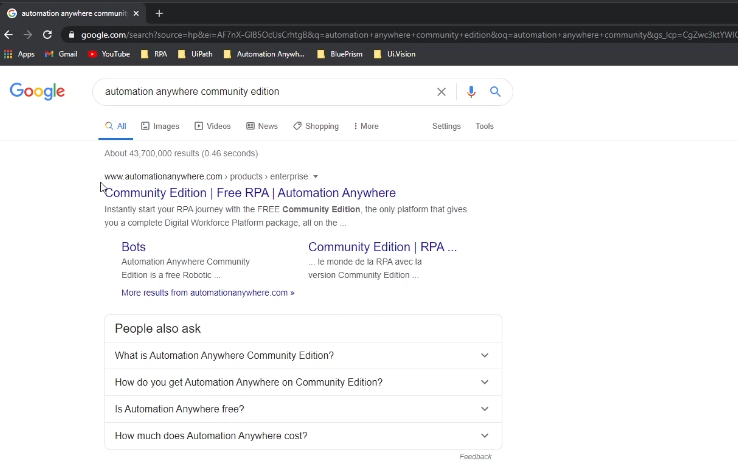 automation anywhere communit
google.com/search?source=hp&ei=AF7nX-GI85OcUsCrhtgB&q=automation+anywhere+community+edition&oq=automation+anywhere+community&gs_lcp=CgZwc3ktYWI
Apps Gmail YouTube RPA UiPath Automation Anywh... BluePrism Ui.Vision
Google
automation anywhere community edition
All Images Videos News Shopping More Settings Tools
About 43,700,000 results (0.46 seconds)
www.automationanywhere.com › products › enterprise
Community Edition | Free RPA | Automation Anywhere
Instantly start your RPA journey with the FREE Community Edition, the only platform that gives
you a complete Digital Workforce Platform package, all on the ...
Bots
Automation Anywhere Community
Edition is a free Robotic ...
Community Edition | RPA ...
... le monde de la RPA avec la
version Community Edition ...
More results from automationanywhere.com »
People also ask
What is Automation Anywhere Community Edition?
How do you get Automation Anywhere on Community Edition?
Is Automation Anywhere free?
How much does Automation Anywhere cost?
Feedback